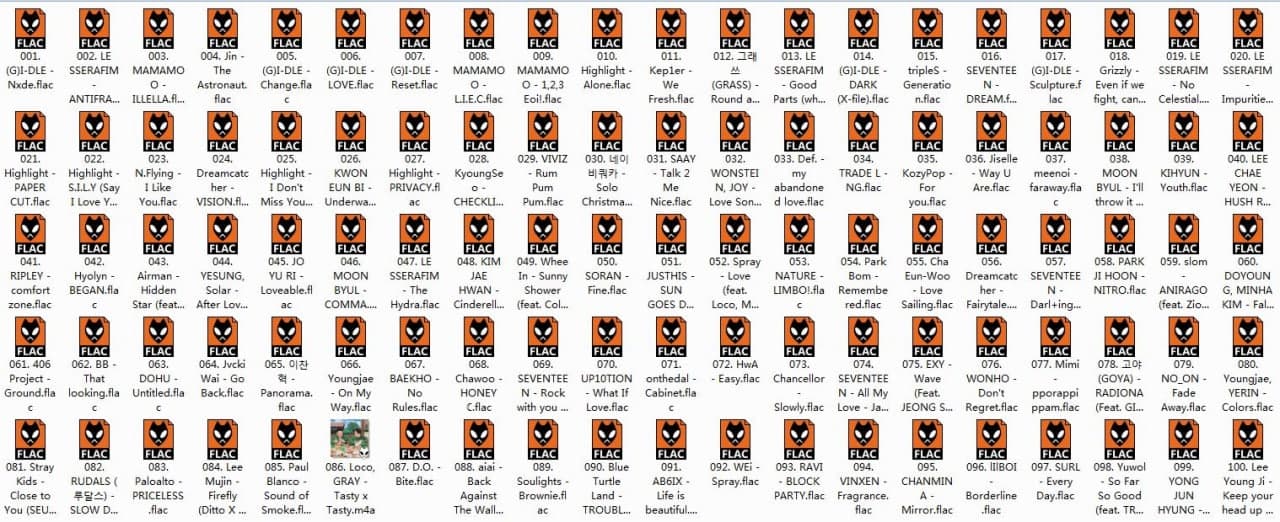 FLAC FLAC FLAC FLAC FLAC FLAC FLAC FLAC FLAC FLAC FLAC FLAC FLAC FLAC FLAC FLAC FLAC FLAC FLAC FLAC
001. (G)I-DLE - Nxde.flac
002. LE SSERAFIM - ANTIFRA...
003. MAMAMOO - ILLELLA.fl...
004. Jin - The Astronaut.flac
005. (G)I-DLE - Change.flac
006. (G)I-DLE - LOVE.flac
007. (G)I-DLE - Reset.flac
008. MAMAMOO - L.I.E.C.flac
009. MAMAMOO - 1,2,3 Eoi!.flac
010. Highlight - Alone.flac
011. Kep1er - We Fresh.flac
012. 그래쓰 (GRASS) - Round a...
013. LE SSERAFIM - Good Parts (wh...
014. (G)I-DLE - DARK (X-file).flac
015. tripleS - Generation.flac
016. SEVENTEEN - DREAM.f...
017. (G)I-DLE - Sculpture.flac
018. Grizzly - Even if we fight, can...
019. LE SSERAFIM - No Celestial....
020. LE SSERAFIM - Impuritie...
FLAC FLAC FLAC FLAC FLAC FLAC FLAC FLAC FLAC FLAC FLAC FLAC FLAC FLAC FLAC FLAC FLAC FLAC FLAC FLAC
021. Highlight - PAPER CUT.flac
022. Highlight - S.I.L.Y (Say I Love Y...
023. N.Flying - I Like You.flac
024. Dreamcatcher - VISION.fl...
025. Highlight - I Don't Miss You...
026. KWON EUN BI - Underwa...
027. Highlight - PRIVACY.flac
028. KyoungSeo - CHECKLI...
029. VIVIZ - Rum Pum Pum.flac
030. 네이비쿼카 - Solo Christma...
031. SAAY - Talk 2 Me Nice.flac
032. WONSTEIN, JOY - Love Son...
033. Def. - my abandoned love.flac
034. TRADE L - NG.flac
035. KozyPop - For you.flac
036. Jiselle - Way U Are.flac
037. meenoi - faraway.flac
038. MOON BYUL - I'll throw it ...
039. KIHYUN - Youth.flac
040. LEE CHAE YEON - HUSH R...
FLAC FLAC FLAC FLAC FLAC FLAC FLAC FLAC FLAC FLAC FLAC FLAC FLAC FLAC FLAC FLAC FLAC FLAC FLAC FLAC
041. RIPLEY - comfort zone.flac
042. Hyolyn - BEGAN.flac
043. Airman - Hidden Star (feat...
044. YESUNG, Solar - After Lov...
045. JO YU RI - Loveable.flac
046. MOON BYUL - COMMA....
047. LE SSERAFIM - The Hydra.flac
048. KIM JAE HWAN - Cinderell...
049. Whee In - Sunny Shower (feat. Col...
050. SORAN - Fine.flac
051. JUSTHIS - SUN GOES D...
052. Spray - Love (feat. Loco, M...
053. NATURE - LIMBO!.flac
054. Park Bom - Remembered.flac
055. Cha Eun-Woo - Love Sailing.flac
056. Dreamcatcher - Fairytale....
057. SEVENTEEN - Darl+ing...
058. PARK JI HOON - NITRO.flac
059. slom - ANIRAGO (feat. Zio...
060. DOYOUNG, MINHA KIM - Fal...
FLAC FLAC FLAC FLAC FLAC FLAC FLAC FLAC FLAC FLAC FLAC FLAC FLAC FLAC FLAC FLAC FLAC FLAC FLAC FLAC
061. 406 Project - Ground.flac
062. BB - That looking.flac
063. DOHU - Untitled.flac
064. Jvcki Wai - Go Back.flac
065. 이찬혁 - Panorama.flac
066. Youngjae - On My Way.flac
067. BAEKHO - No Rules.flac
068. Chawoo - HONEY C.flac
069. SEVENTEEN - Rock with you ...
070. UP10TION - What If Love.flac
071. onthedal - Cabinet.flac
072. HwA - Easy.flac
073. Chancellor - Slowly.flac
074. SEVENTEEN - All My Love - Ja...
075. EXY - Wave (Feat. JEONG S...
076. WONHO - Don't Regret.flac
077. Mimi - pporappippam.flac
078. 고야 (GOYA) - RADIONA (Feat. GI...
079. NO_ON - Fade Away.flac
080. Youngjae, YERIN - Colors.flac
FLAC FLAC FLAC FLAC FLAC FLAC FLAC FLAC FLAC FLAC FLAC FLAC FLAC FLAC FLAC FLAC FLAC FLAC FLAC
081. Stray Kids - Close to You (SEU...
082. RUDALS (루달스) - SLOW D...
083. Paloalto - PRICELESS.flac
084. Lee Mujin - Firefly (Ditto X ...
085. Paul Blanco - Sound of Smoke.fl...
086. Loco, GRAY - Tasty x Tasty.m4a
087. D.O. - Bite.flac
088. aiai - Back Against The Wall...
089. Soulights - Brownie.flac
090. Blue Turtle Land - TROUBL...
091. AB6IX - Life is beautiful....
092. WEi - Spray.flac
093. RAVI - BLOCK PARTY.flac
094. VINXEN - Fragrance.flac
095. CHANMINA - Mirror.flac
096. lIlBOI - Borderline.flac
097. SURL - Every Day.flac
098. Yuwol - So Far So Good (feat. TR...
099. YONG JUN HYUNG - ...
100. Lee Young Ji - Keep your head up ...